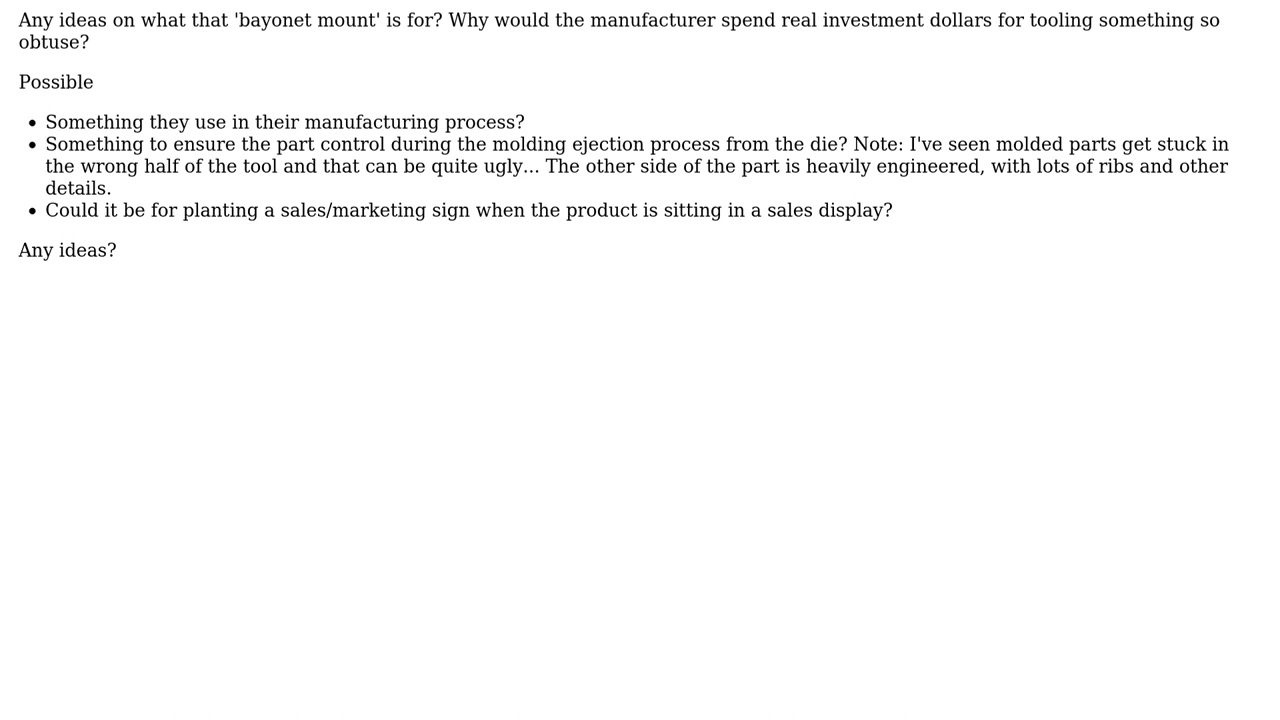 Any ideas on what that 'bayonet mount' is for? Why would the manufacturer spend real investment dollars for tooling something so
obtuse?
Possible
• Something they use in their manufacturing process?
• Something to ensure the part control during the molding ejection process from the die? Note: I've seen molded parts get stuck in
the wrong half of the tool and that can be quite ugly... The other side of the part is heavily engineered, with lots of ribs and other
details.
• Could it be for planting a sales/marketing sign when the product is sitting in a sales display?
Any ideas?